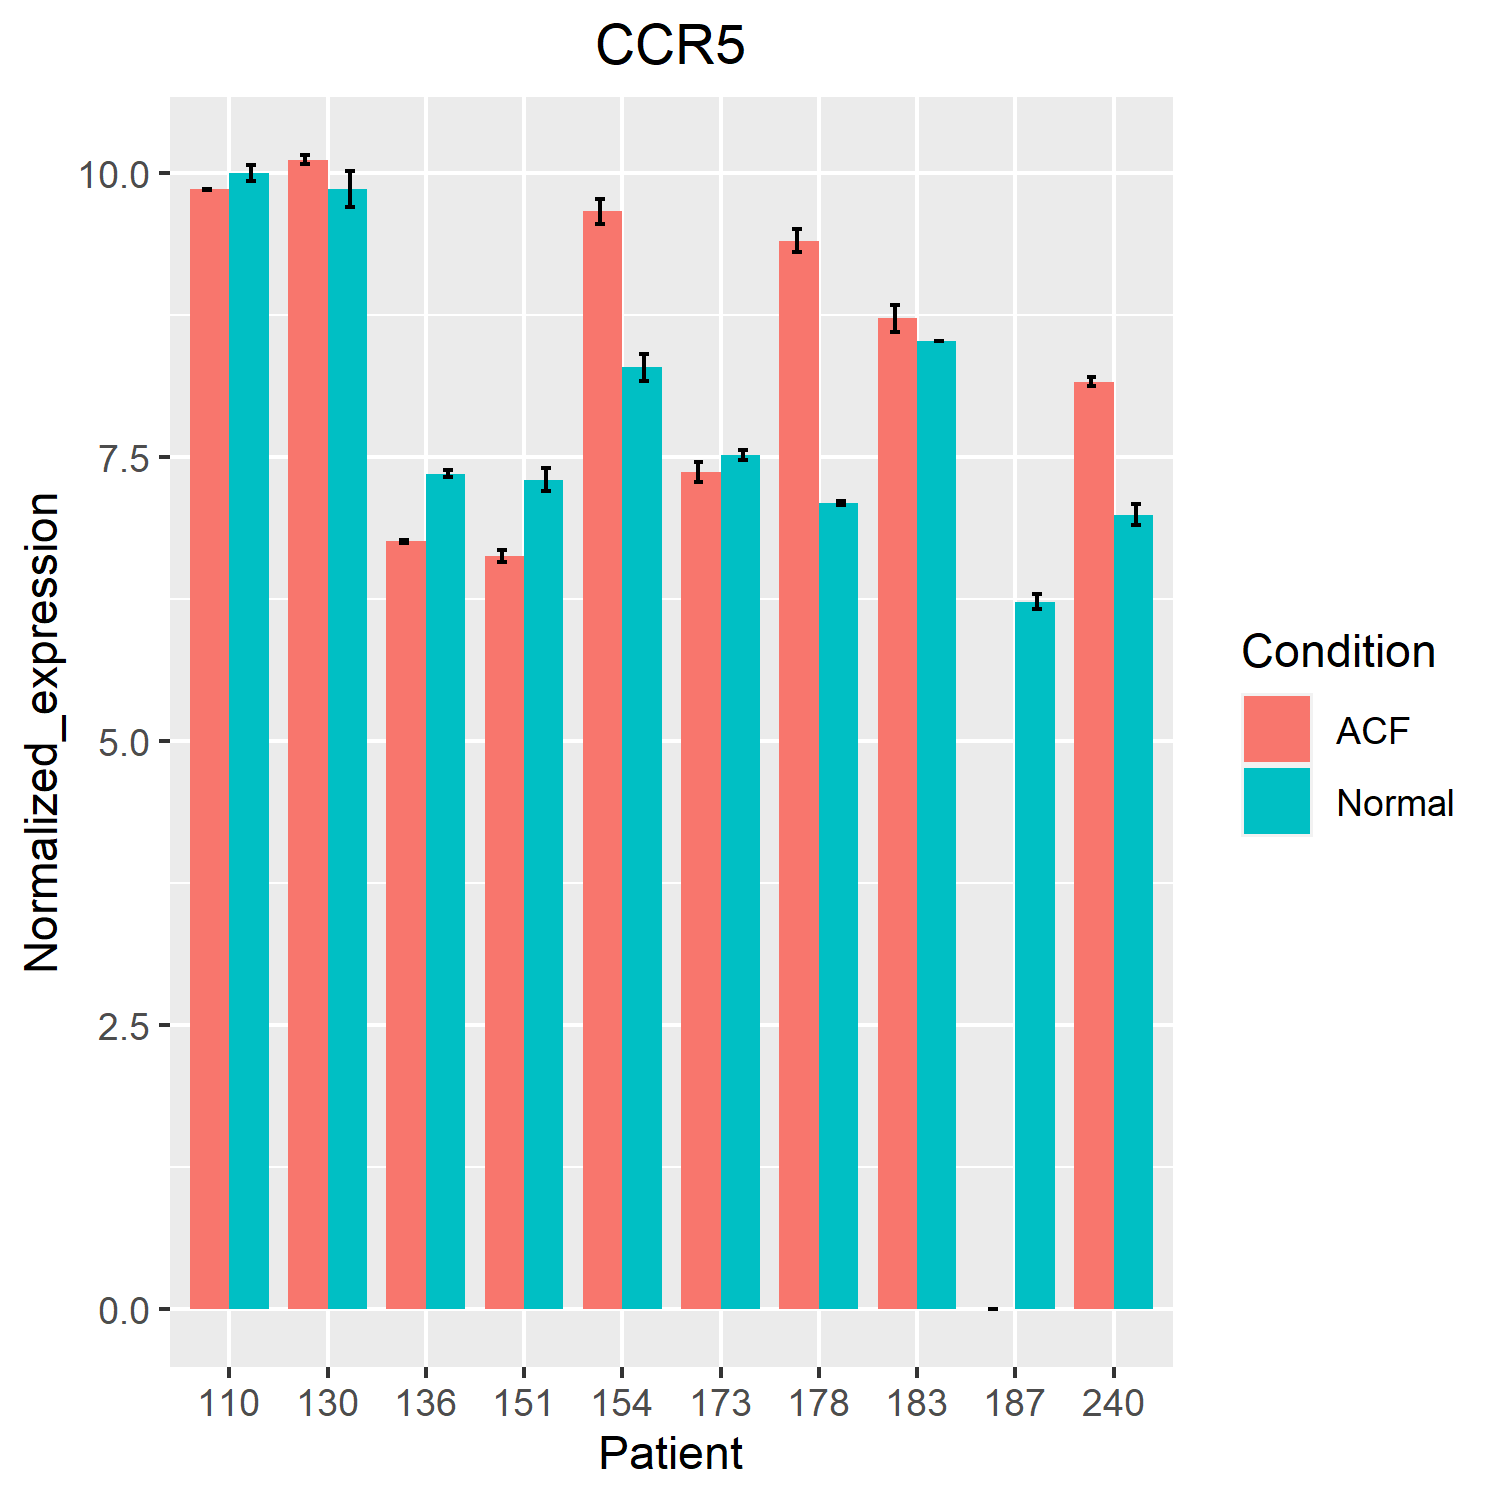 CCR5
Normalized_expression
10.0
7.5
5.0
2.5
0.0
110 130 136 151 154 173 178 183 187 240
Patient
Condition
ACF
Normal